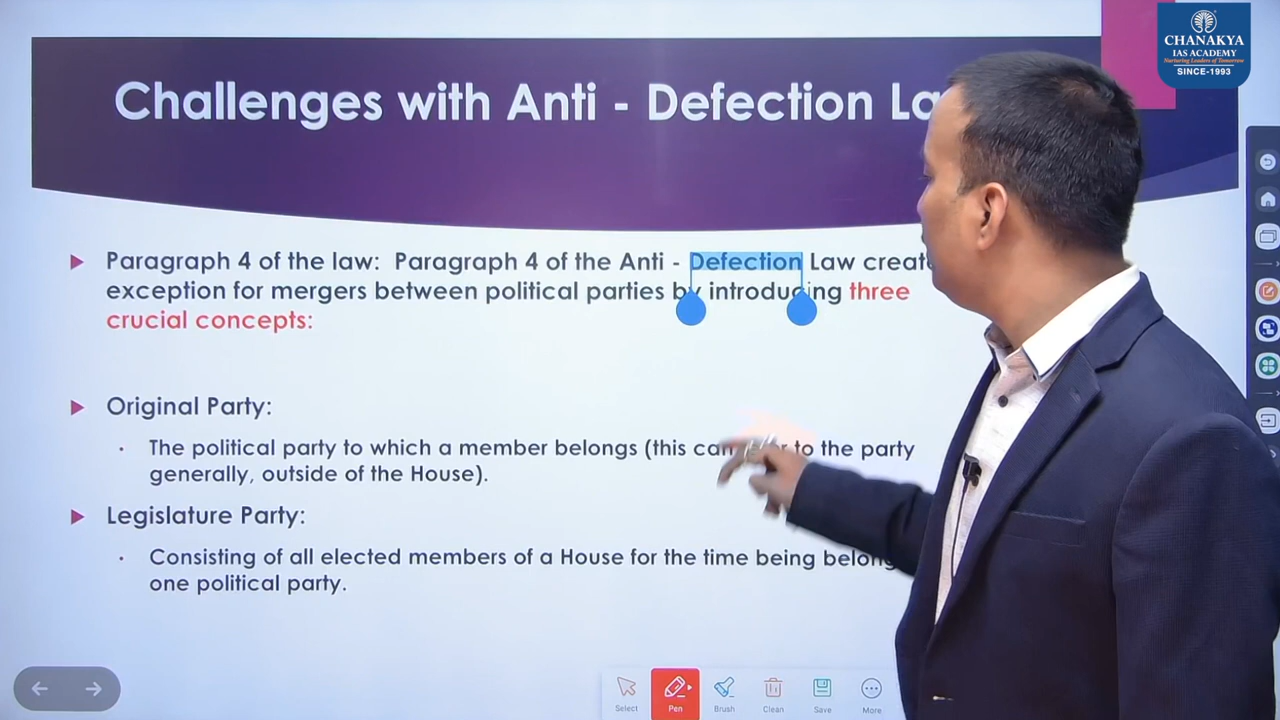 CHANAKYA
IAS ACADEMY
Nurturing Leaders of Tomorrow
SINCE-1993
Challenges with Anti - Defection
Paragraph 4 of the law: Paragraph 4 of the Anti - Defection Law
exception for mergers between political parties by introducing three
crucial concepts:
Original Party:
The political party to which a member belongs (this can to the party
generally, outside of the House).
Legislature Party:
Consisting of all elected members of a House for the time being
one political party.
Select
Pen
Brush
Clean
Save
More